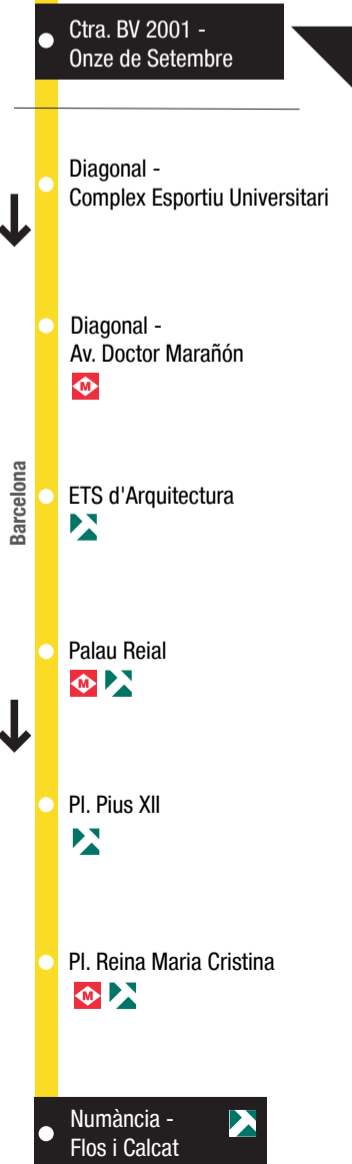 Ctra. BV 2001 -
Onze de Setembre
Diagonal -
Complex Esportiu Universitari
Diagonal -
Av. Doctor Marañón
M
Barcelona
ETS d'Arquitectura
Palau Reial
M
Pl. Pius XII
Pl. Reina Maria Cristina
M
Numància -
Flos i Calcat